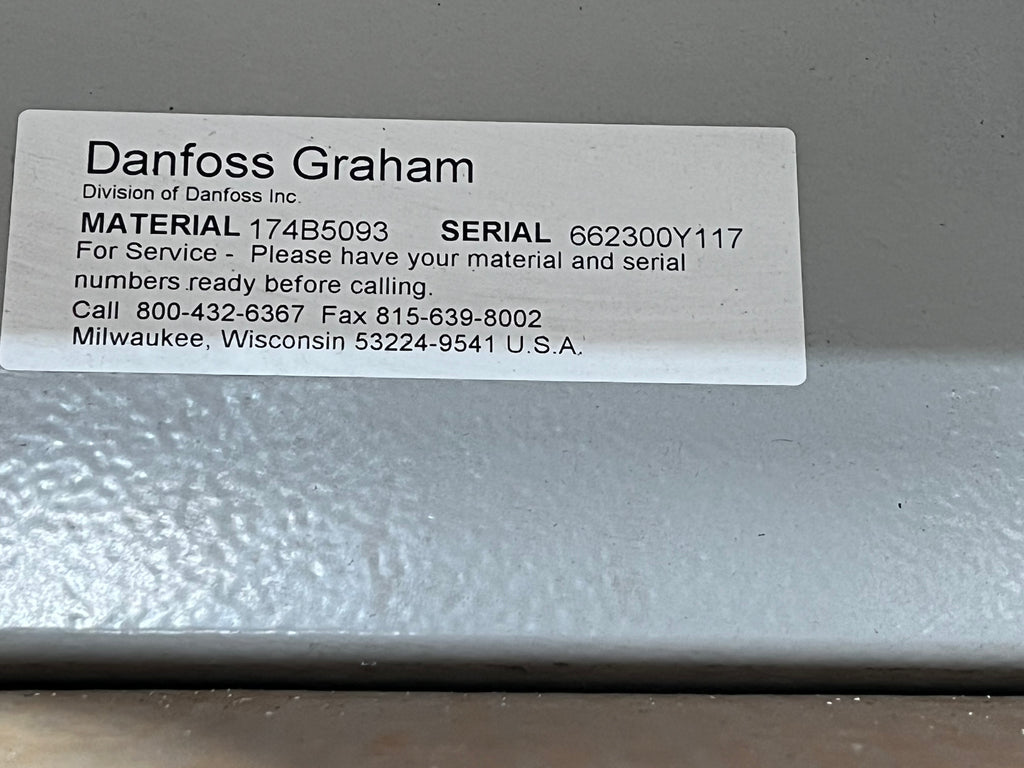 Danfoss Graham
Division of Danfoss Inc.
MATERIAL 174B5093 SERIAL 662300Y117
For Service - Please have your material and serial
numbers ready before calling.
Call 800-432-6367 Fax 815-639-8002
Milwaukee, Wisconsin 53224-9541 U.S.A.